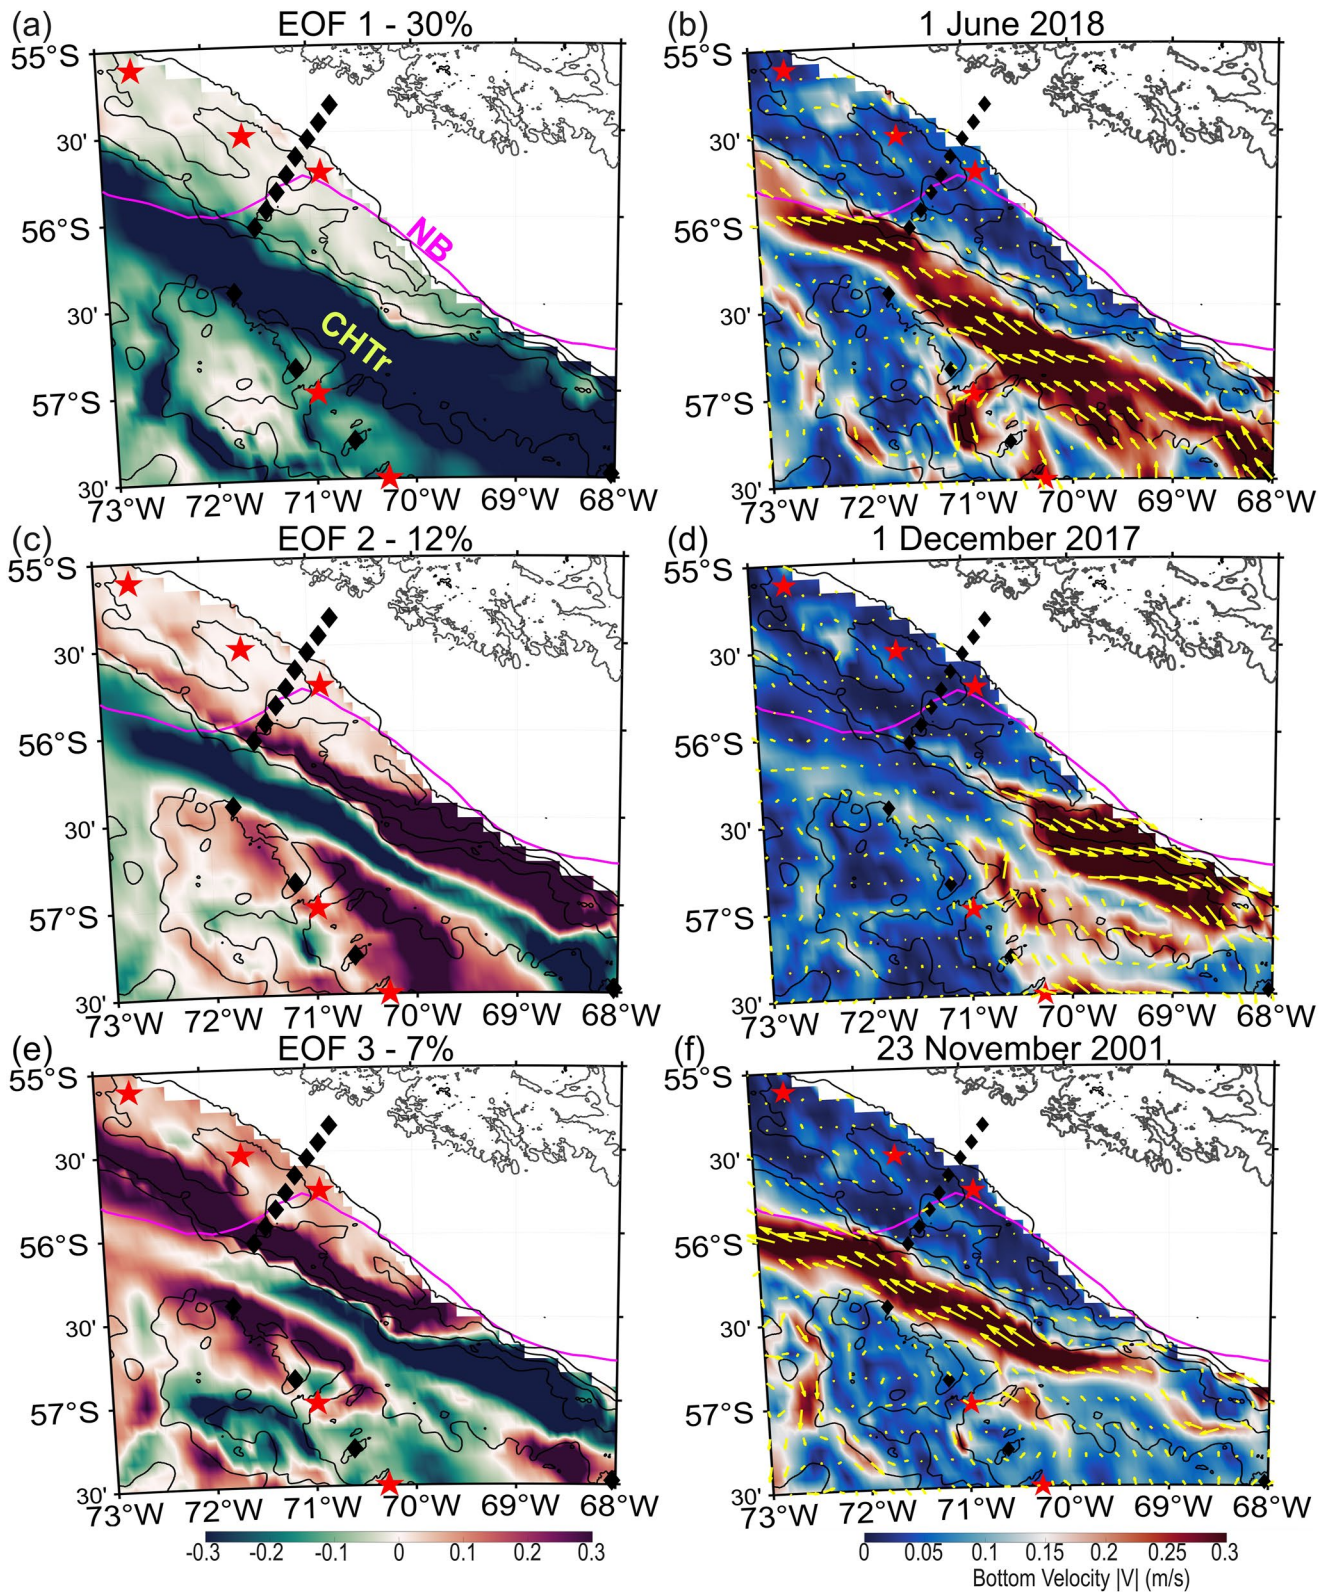 (a) EOF 1 - 30%
55°S
30'
56°S
30'
57°S
30'
NB
CHTr
73°W 72°W 71°W 70°W 69°W 68°W
(b) 1 June 2018
55°S
30'
56°S
30'
57°S
30'
73°W 72°W 71°W 70°W 69°W 68°W
(c) EOF 2 - 12%
55°S
30'
56°S
30'
57°S
30'
73°W 72°W 71°W 70°W 69°W 68°W
(d) 1 December 2017
55°S
30'
56°S
30'
57°S
30'
73°W 72°W 71°W 70°W 69°W 68°W
(e) EOF 3 - 7%
55°S
30'
56°S
30'
57°S
30'
73°W 72°W 71°W 70°W 69°W 68°W
-0.3 -0.2 -0.1 0 0.1 0.2 0.3
(f) 23 November 2001
55°S
30'
56°S
30'
57°S
30'
73°W 72°W 71°W 70°W 69°W 68°W
0 0.05 0.1 0.15 0.2 0.25 0.3
Bottom Velocity |V| (m/s)